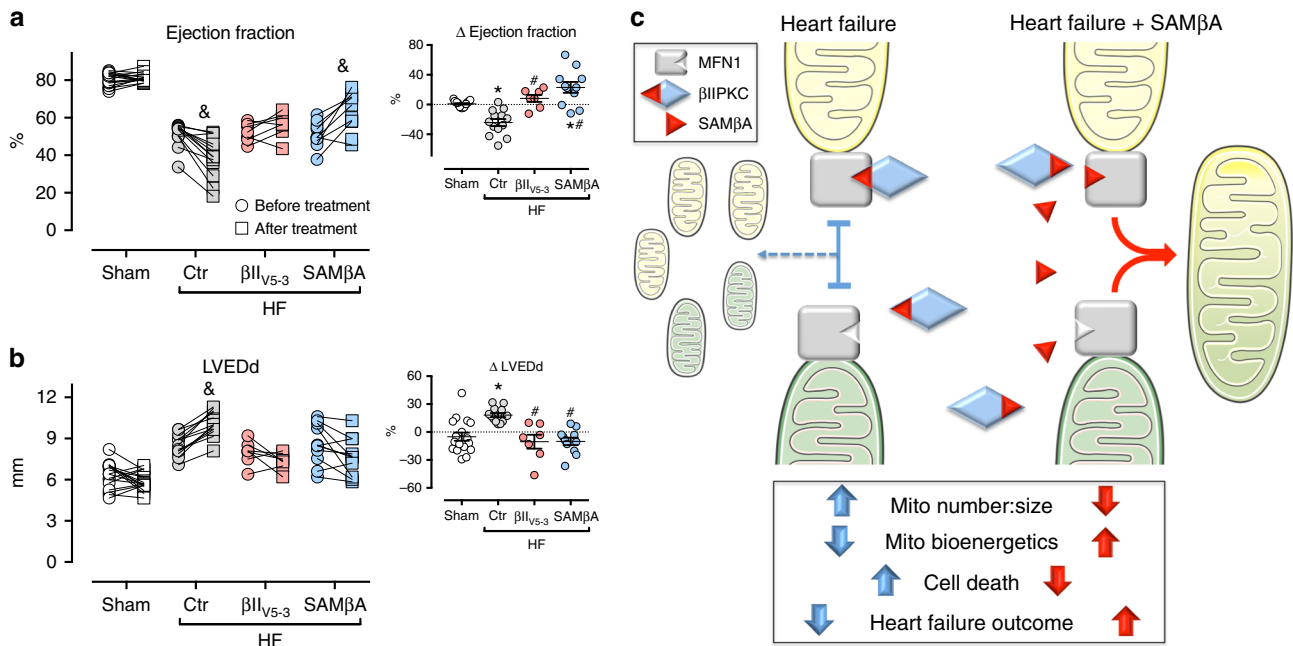 a
Ejection fraction
%
80
60
40
20
0
&
&
Before treatment
After treatment
Sham
Ctr
βIIV5-3
SAMβA
HF
Δ Ejection fraction
%
80
40
0
–40
*
#
*#
Sham
Ctr
βIIV5-3
SAMβA
HF
b
LVEDd
mm
12
9
6
3
0
&
Sham
Ctr
βIIV5-3
SAMβA
HF
Δ LVEDd
%
60
30
0
–30
–60
*
#
#
Sham
Ctr
βIIV5-3
SAMβA
HF
c
Heart failure
Heart failure + SAMβA
MFN1
βIIPKC
SAMβA
Mito number:size
Mito bioenergetics
Cell death
Heart failure outcome